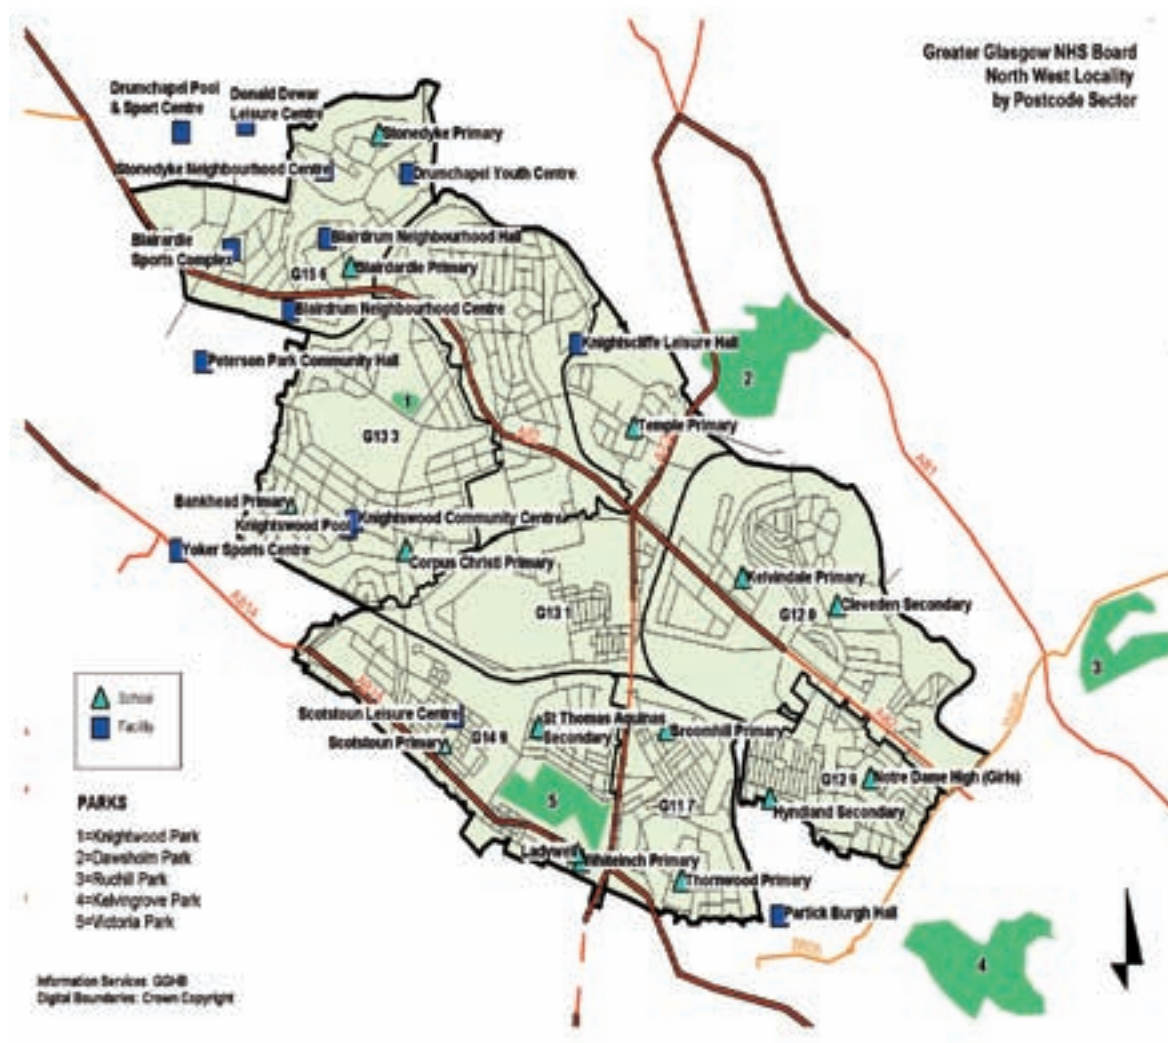 Greater Glasgow NHS Board
North West Locality
by Postcode Sector
Drumchapel Pool
& Sport Centre
Donald Dewar
Leisure Centre
Stonedyke Primary
Stonedyke Neighbourhood Centre
Drumchapel Youth Centre
Blairdrum Neighbourhood Hall
Blairardie
Sports Complex
G15 6
Blairdardie Primary
Blairdrum Neighbourhood Centre
Knightscliffe Leisure Hall
Peterson Park Community Hall
2
1
G13 3
Temple Primary
A81
Bankhead Primary
Knightswood Pool
Knightswood Community Centre
Yoker Sports Centre
Corpus Christi Primary
Kelvindale Primary
A814
G13 1
G12 0
Cleveden Secondary
3
School
Facility
Scotstoun Leisure Centre
G14 9
St Thomas Aquinas
Secondary
Broomhill Primary
Scotstoun Primary
G12 9
Notre Dame High (Girls)
5
G11 7
Hyndland Secondary
PARKS
1=Knightwood Park
2=Dawsholm Park
3=Ruchill Park
4=Kelvingrove Park
5=Victoria Park
Ladywell
Whiteinch Primary
Thornwood Primary
Partick Burgh Hall
4
Information Services: GGHB
Digital Boundaries: Crown Copyright